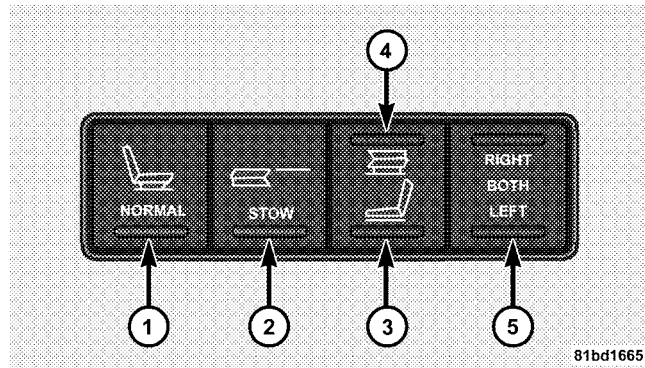 4
RIGHT
BOTH
LEFT
NORMAL
STOW
1
2
3
5
81bd1665